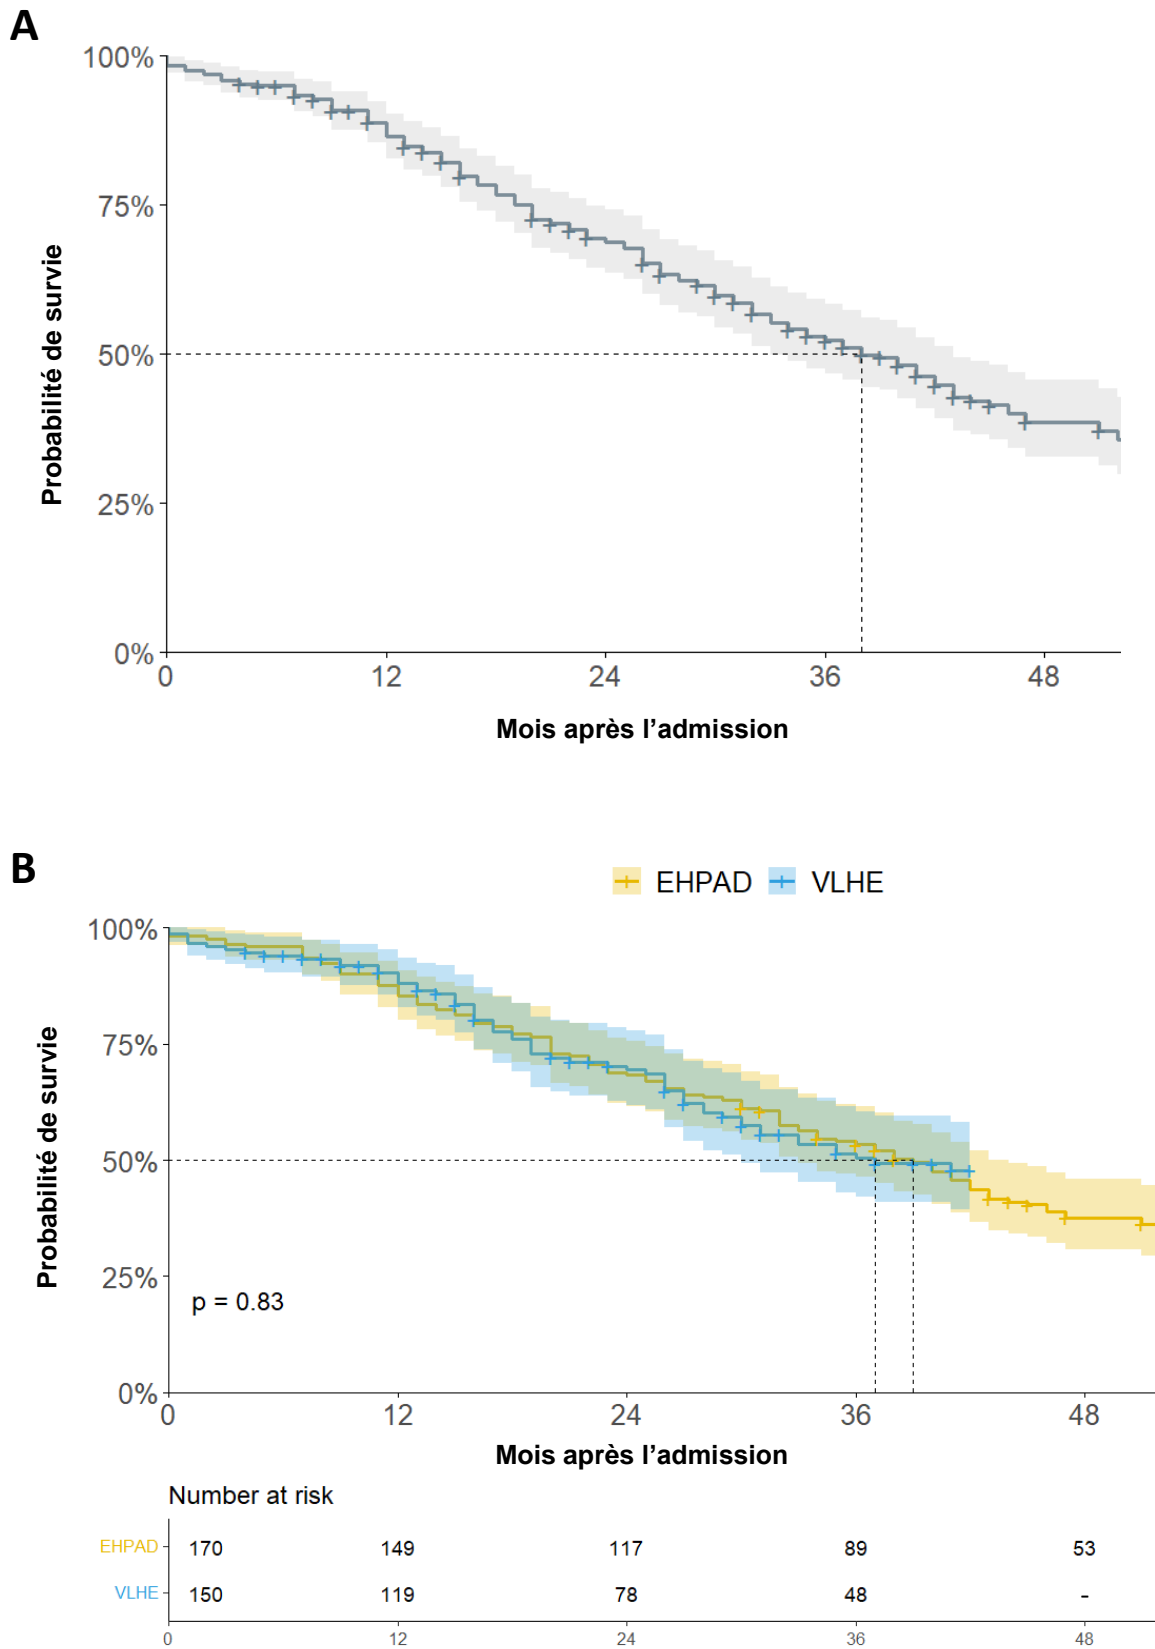 A
100%
75%
50%
25%
0%
Probabilité de survie
0 12 24 36 48
Mois après l’admission
B
EHPAD VLHE
100%
75%
50%
25%
0%
Probabilité de survie
p = 0.83
0 12 24 36 48
Mois après l’admission
Number at risk
EHPAD 170 149 117 89 53
VLHE 150 119 78 48 -
0 12 24 36 48